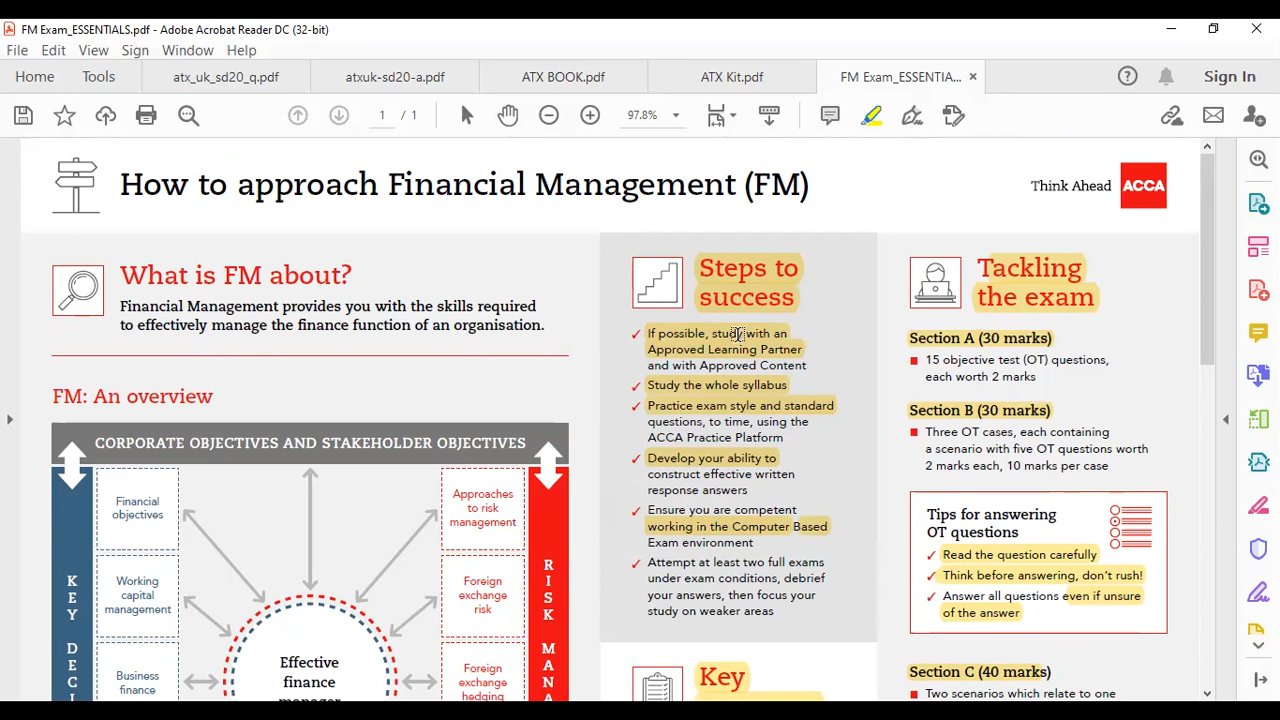 FM Exam_ESSENTIALS.pdf - Adobe Acrobat Reader DC (32-bit)
File Edit View Sign Window Help
Home Tools atx_uk_sd20_q.pdf atxuk-sd20-a.pdf ATX BOOK.pdf ATX Kit.pdf FM Exam_ESSENTIA... × Sign In
1 / 1 97.8%
How to approach Financial Management (FM)
Think Ahead ACCA
What is FM about?
Financial Management provides you with the skills required
to effectively manage the finance function of an organisation.
FM: An overview
CORPORATE OBJECTIVES AND STAKEHOLDER OBJECTIVES
KEY DECI
Financial
objectives
Working
capital
management
Business
finance
Effective
finance
manager
Approaches
to risk
management
Foreign
exchange
risk
Foreign
exchange
hedging
RISK MANA
Steps to
success
If possible, study with an
Approved Learning Partner
and with Approved Content
Study the whole syllabus
Practice exam style and standard
questions, to time, using the
ACCA Practice Platform
Develop your ability to
construct effective written
response answers
Ensure you are competent
working in the Computer Based
Exam environment
Attempt at least two full exams
under exam conditions, debrief
your answers, then focus your
study on weaker areas
Key
Tackling
the exam
Section A (30 marks)
15 objective test (OT) questions,
each worth 2 marks
Section B (30 marks)
Three OT cases, each containing
a scenario with five OT questions worth
2 marks each, 10 marks per case
Tips for answering
OT questions
Read the question carefully
Think before answering, don't rush!
Answer all questions even if unsure
of the answer
Section C (40 marks)
Two scenarios which relate to one